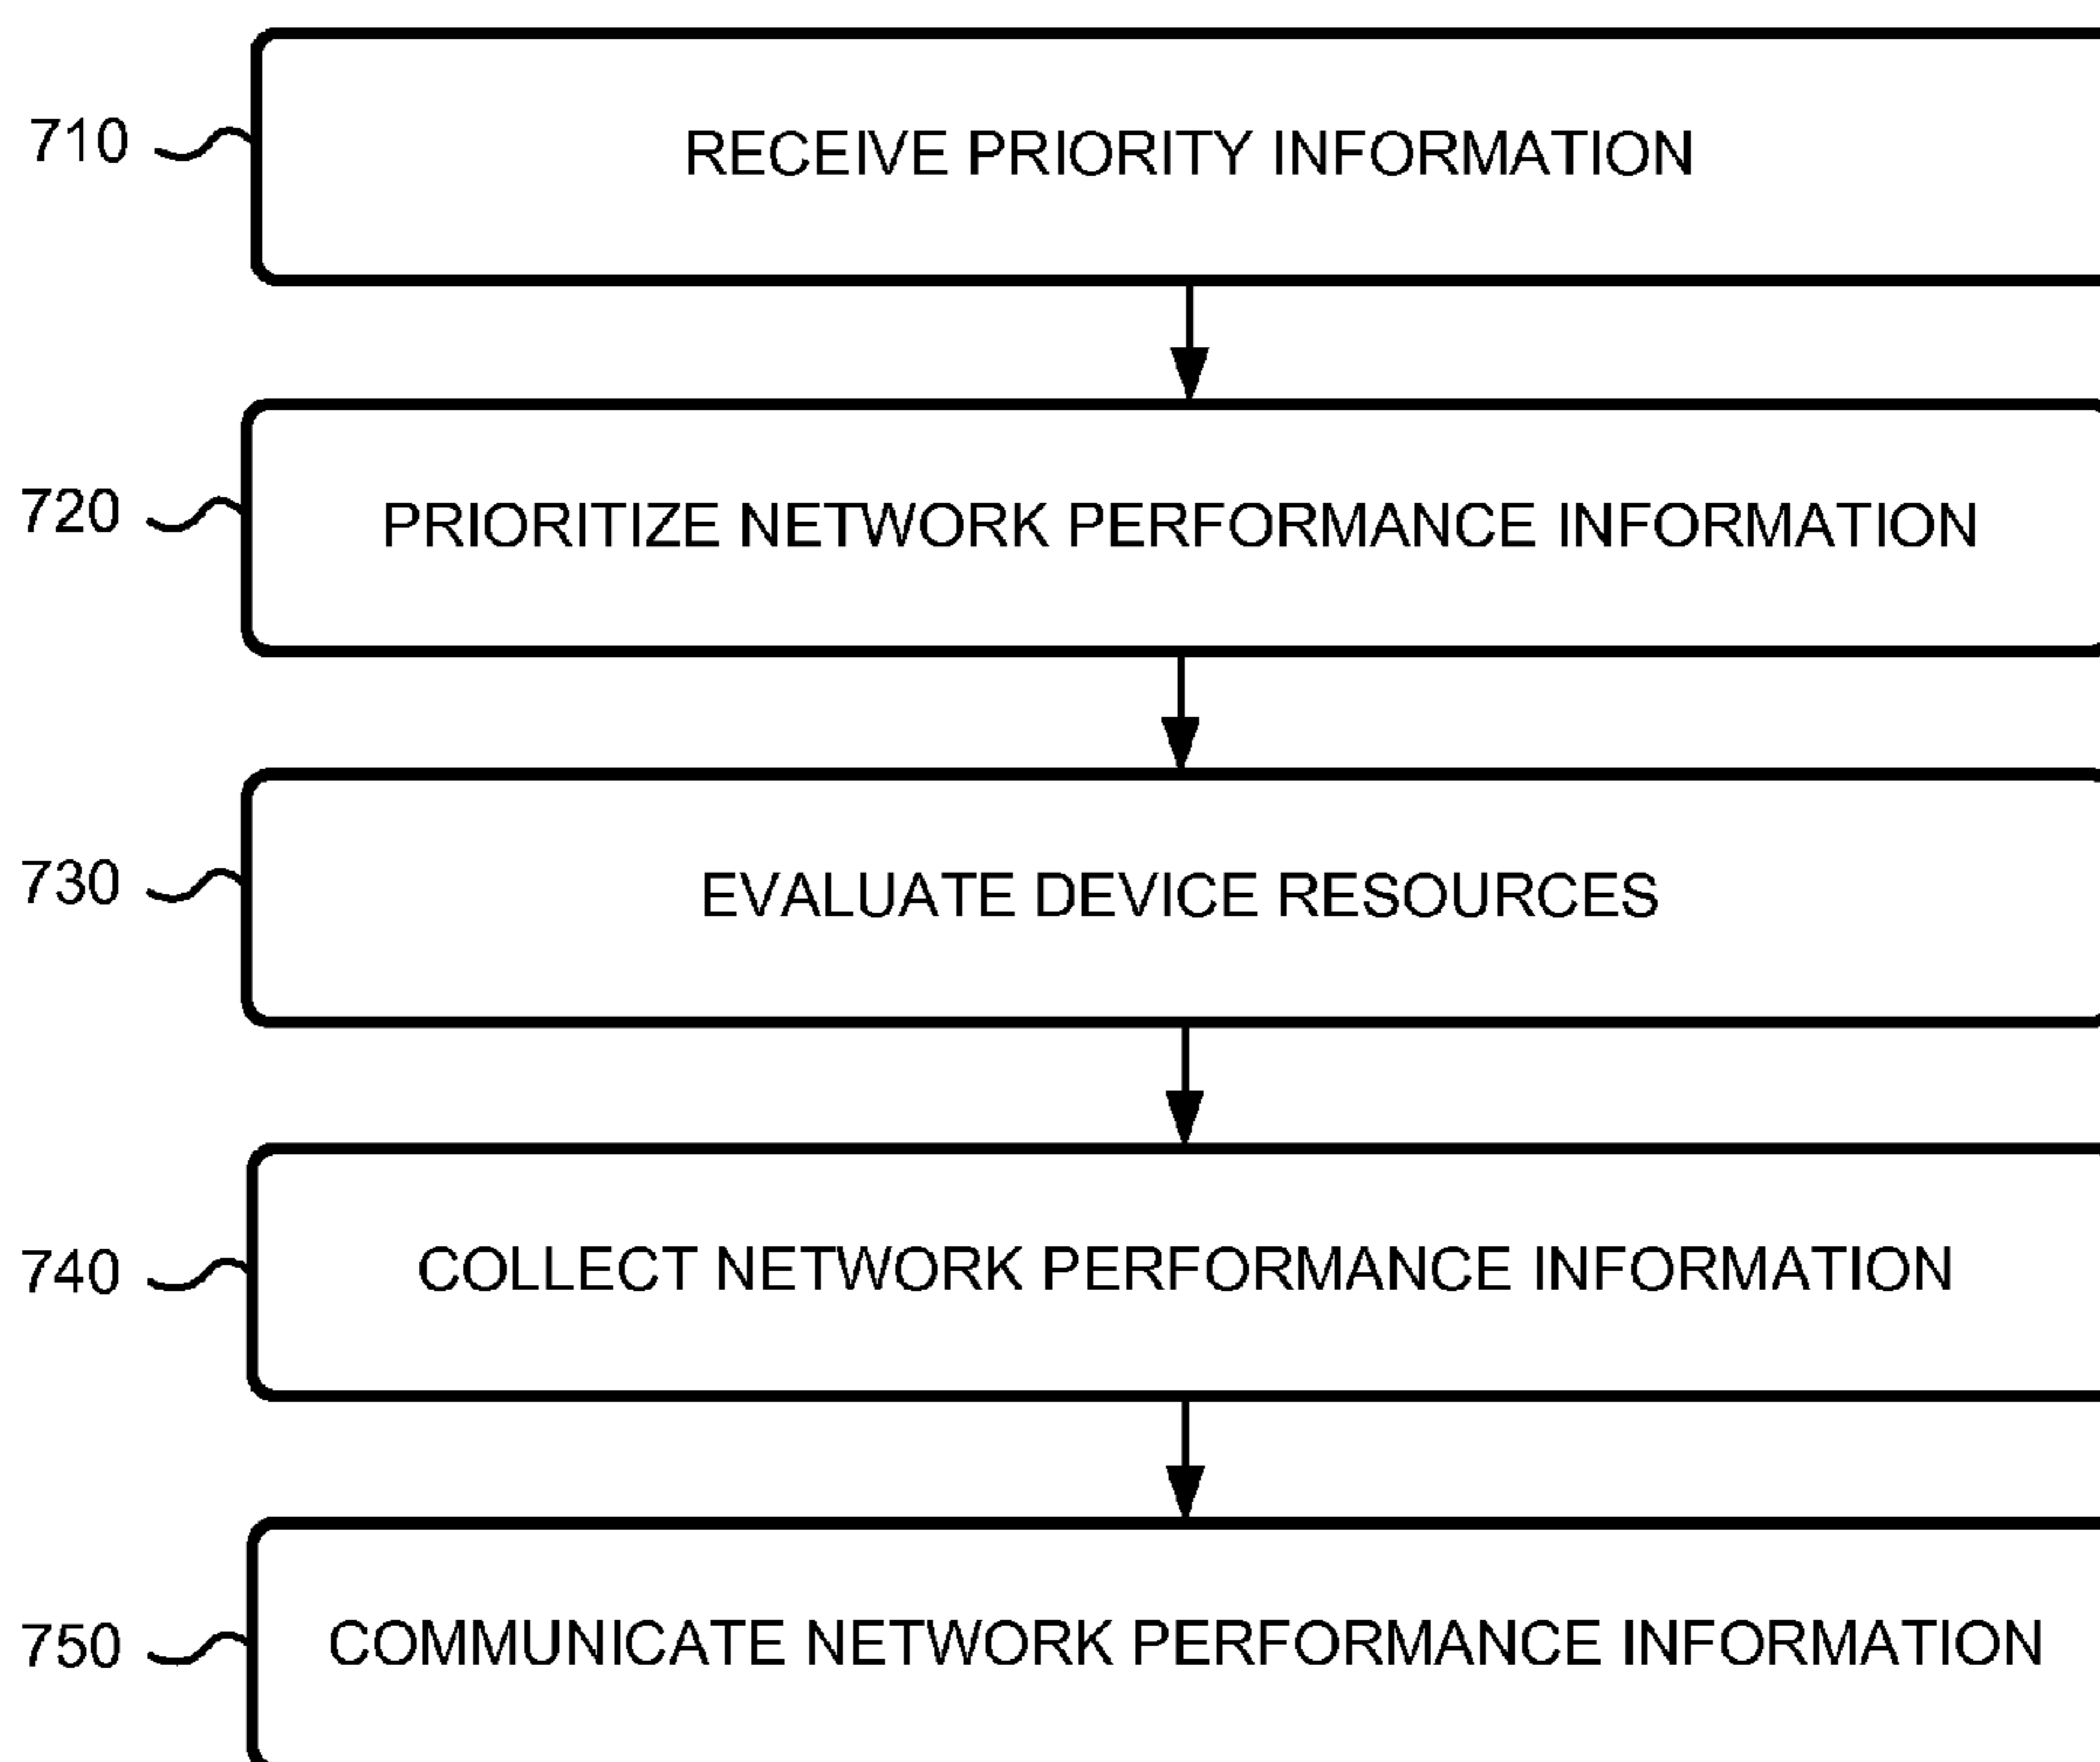 710 RECEIVE PRIORITY INFORMATION
720 PRIORITIZE NETWORK PERFORMANCE INFORMATION
730 EVALUATE DEVICE RESOURCES
740 COLLECT NETWORK PERFORMANCE INFORMATION
750 COMMUNICATE NETWORK PERFORMANCE INFORMATION